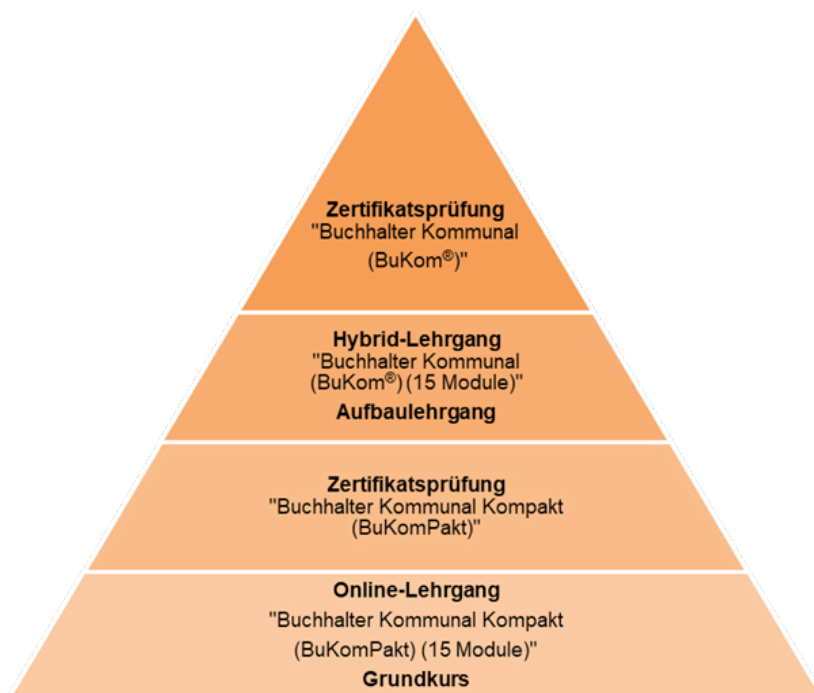 Zertifikatsprüfung
"Buchhalter Kommunal
(BuKom®)"
Hybrid-Lehrgang
"Buchhalter Kommunal
(BuKom®) (15 Module)"
Aufbaulehrgang
Zertifikatsprüfung
"Buchhalter Kommunal Kompakt
(BuKomPakt)"
Online-Lehrgang
"Buchhalter Kommunal Kompakt
(BuKomPakt) (15 Module)"
Grundkurs